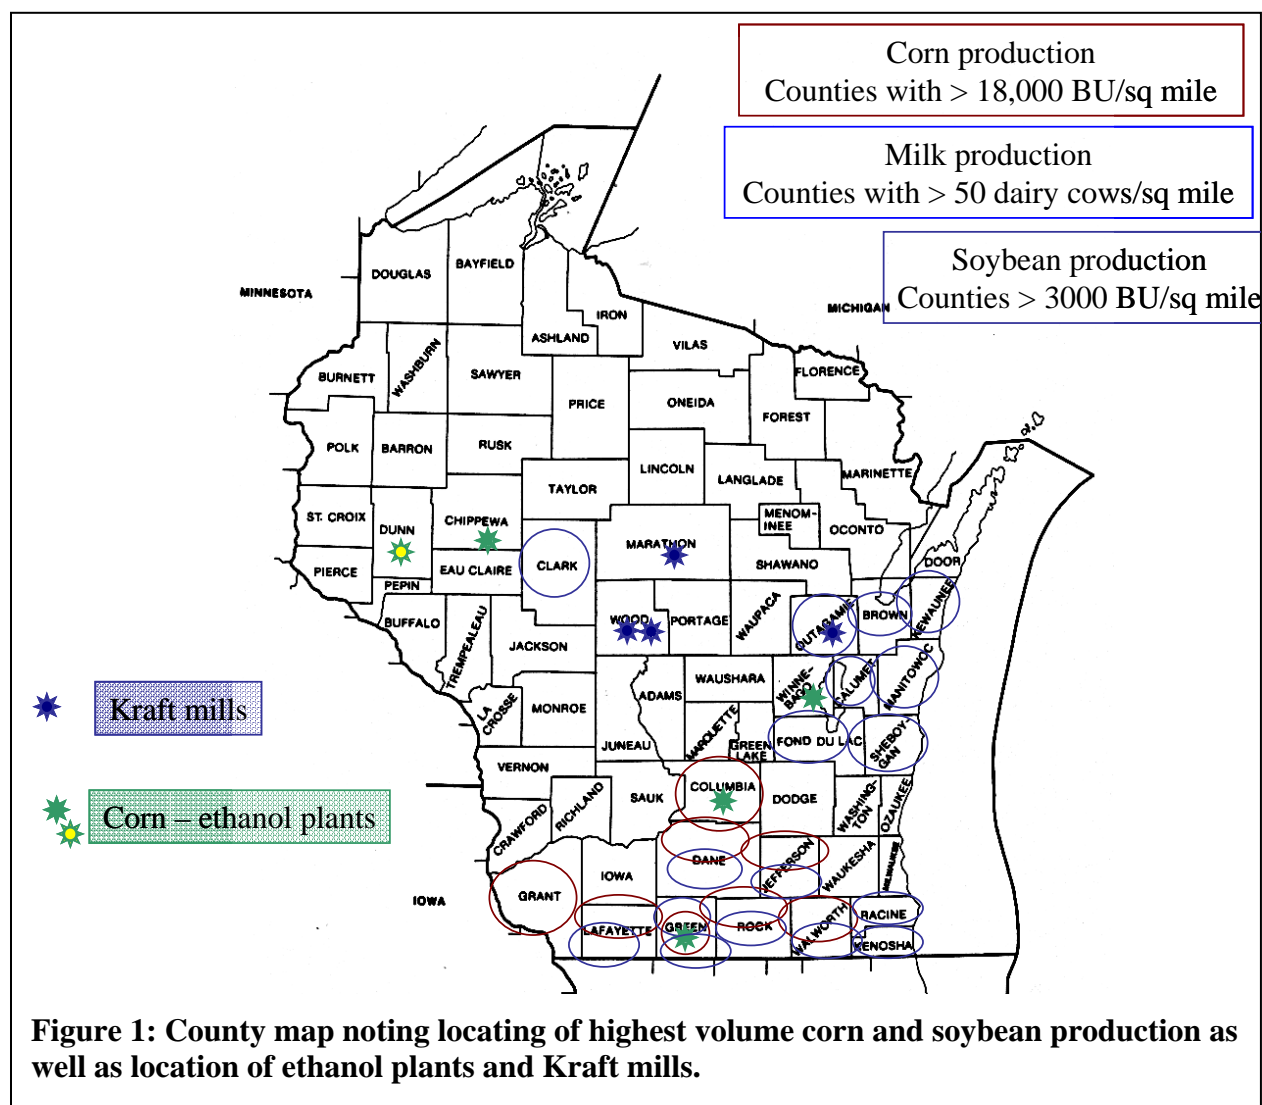 Corn production
Counties with > 18,000 BU/sq mile
Milk production
Counties with > 50 dairy cows/sq mile
Soybean production
Counties > 3000 BU/sq mile
MINNESOTA
MICHIGAN
DOUGLAS
BAYFIELD
IRON
ASHLAND
VILAS
FLORENCE
BURNETT
WASHBURN
SAWYER
PRICE
ONEIDA
FOREST
POLK
BARRON
RUSK
LINCOLN
LANGLADE
MARINETTE
TAYLOR
ST. CROIX
DUNN
CHIPPEWA
MENOM-
INEE
OCONTO
MARATHON
CLARK
SHAWANO
DOOR
PIERCE
EAU CLAIRE
PEPIN
BUFFALO
TREMPEALEAU
JACKSON
WOOD
PORTAGE
WAUPACA
OUTAGAMIE
BROWN
KEWAUNEE
LA
CROSSE
MONROE
ADAMS
WAUSHARA
WINNE-
BAGO
CALUMET
MANITOWOC
JUNEAU
MARQUETTE
GREEN
LAKE
FOND DU LAC
SHEBOY-
GAN
Kraft mills
VERNON
CRAWFORD
RICHLAND
SAUK
COLUMBIA
DODGE
WASHING-
TON
OZAUKEE
Corn – ethanol plants
IOWA
GRANT
IOWA
DANE
JEFFERSON
WAUKESHA
MILWAUKEE
LAFAYETTE
GREEN
ROCK
WALWORTH
RACINE
KENOSHA
Figure 1: County map noting locating of highest volume corn and soybean production as
well as location of ethanol plants and Kraft mills.